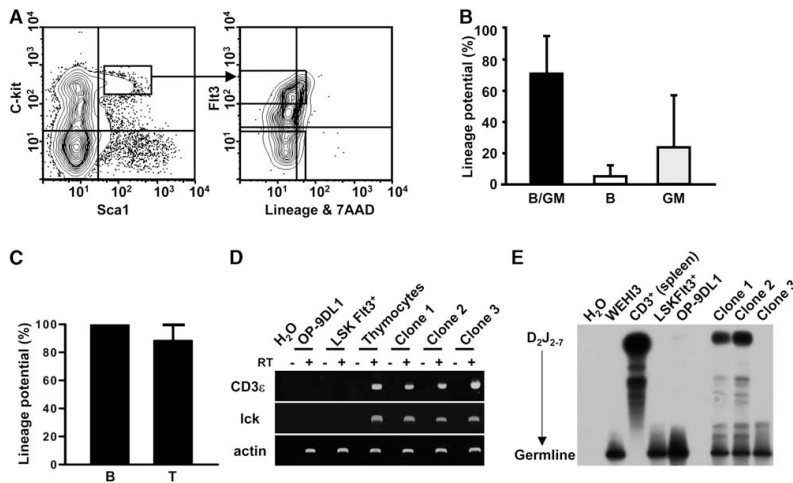 A
C-kit
10⁴
10³
10²
10¹
10¹ 10² 10³ 10⁴
Sca1
Flt3
10⁴
10³
10²
10¹
10¹ 10² 10³ 10⁴
Lineage & 7AAD
B
Lineage potential (%)
100
80
60
40
20
0
B/GM B GM
C
Lineage potential (%)
100
80
60
40
20
0
B T
D
H₂O
OP-9DL1
LSK Flt3⁺
Thymocytes
Clone 1
Clone 2
Clone 3
RT
- + - + - + - + - + - +
CD3ε
lck
actin
E
H₂O
WEHI3
CD3⁺ (spleen)
LSKFlt3⁺
OP-9DL1
Clone 1
Clone 2
Clone 3
D₂J₂₋₇
Germline